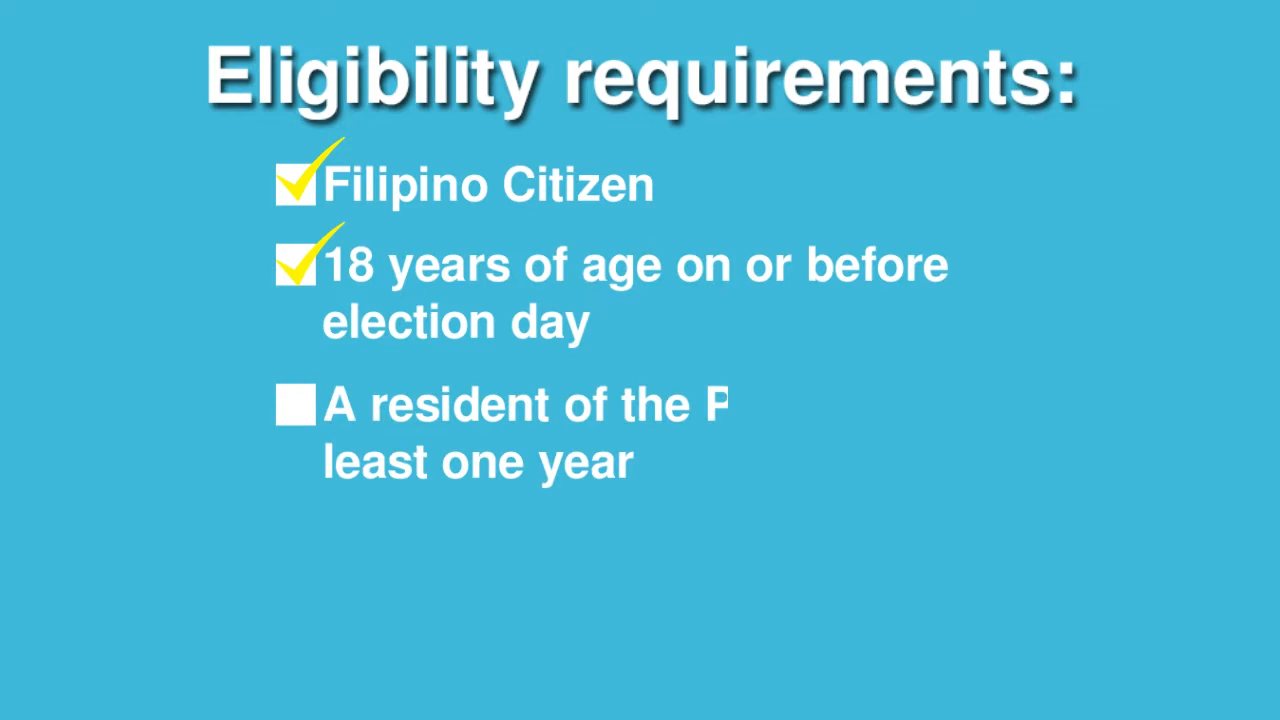 Eligibility requirements:
Filipino Citizen
18 years of age on or before
election day
A resident of the
least one year